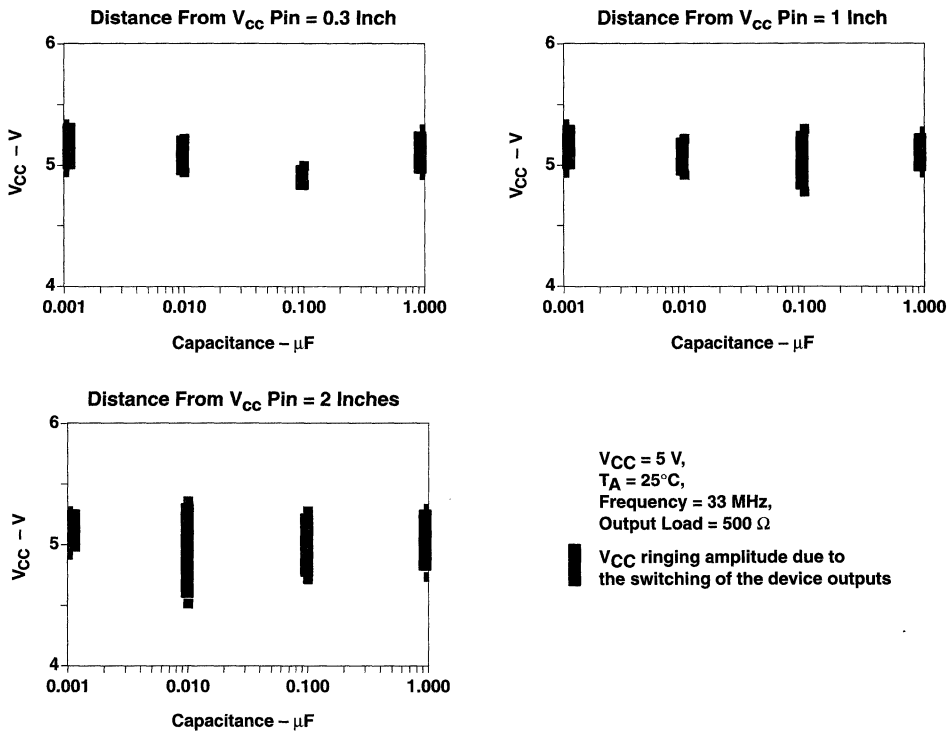 Distance From VCC Pin = 0.3 Inch
6
5
4
VCC – V
0.001 0.010 0.100 1.000
Capacitance – μF
Distance From VCC Pin = 1 Inch
6
5
4
VCC – V
0.001 0.010 0.100 1.000
Capacitance – μF
Distance From VCC Pin = 2 Inches
6
5
4
VCC – V
0.001 0.010 0.100 1.000
Capacitance – μF
VCC = 5 V,
TA = 25°C,
Frequency = 33 MHz,
Output Load = 500 Ω
VCC ringing amplitude due to
the switching of the device outputs